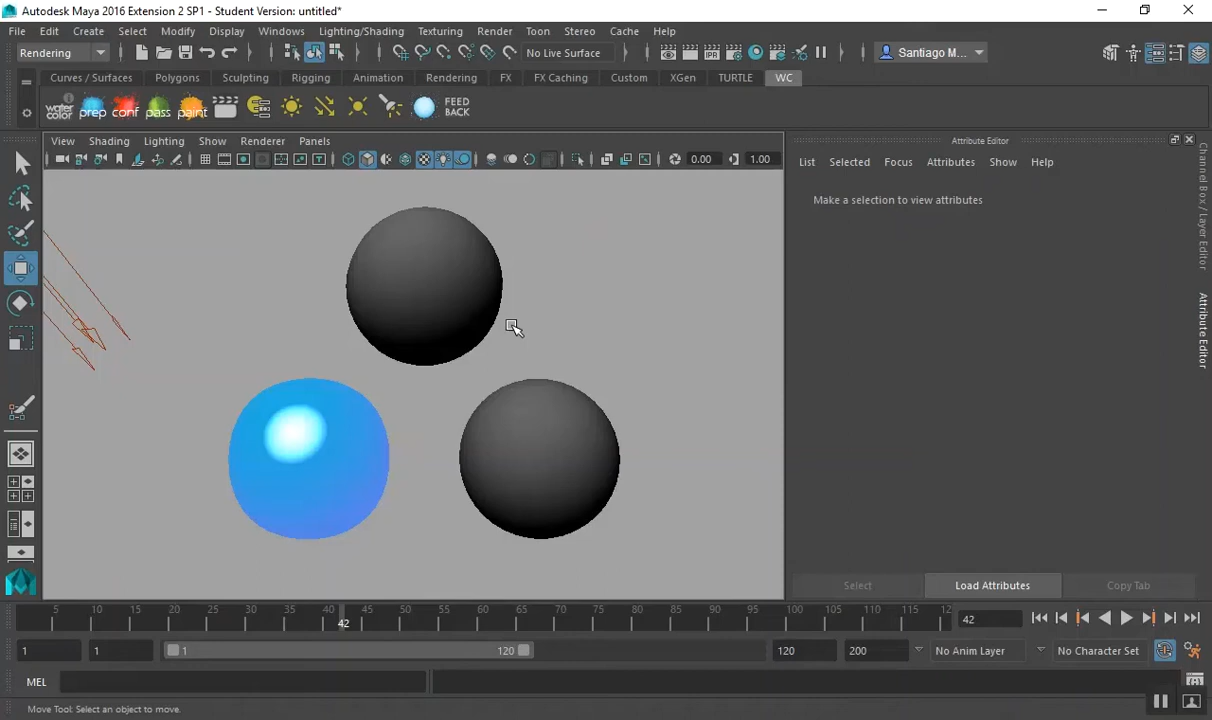 Autodesk Maya 2016 Extension 2 SP1 - Student Version: untitled*
File Edit Create Select Modify Display Windows Lighting/Shading Texturing Render Toon Stereo Cache Help
Rendering No Live Surface Santiago M...
Curves / Surfaces Polygons Sculpting Rigging Animation Rendering FX FX Caching Custom XGen TURTLE WC
water color prep conf pass paint FEED BACK
View Shading Lighting Show Renderer Panels
0.00 1.00
Attribute Editor
List Selected Focus Attributes Show Help
Make a selection to view attributes
Channel Box / Layer Editor
Attribute Editor
Select Load Attributes Copy Tab
5 10 15 20 25 30 35 40 45 50 55 60 65 70 75 80 85 90 95 100 105 110 115 12
42 42
1 1 1 120 120 200 No Anim Layer No Character Set
MEL
Move Tool: Select an object to move.